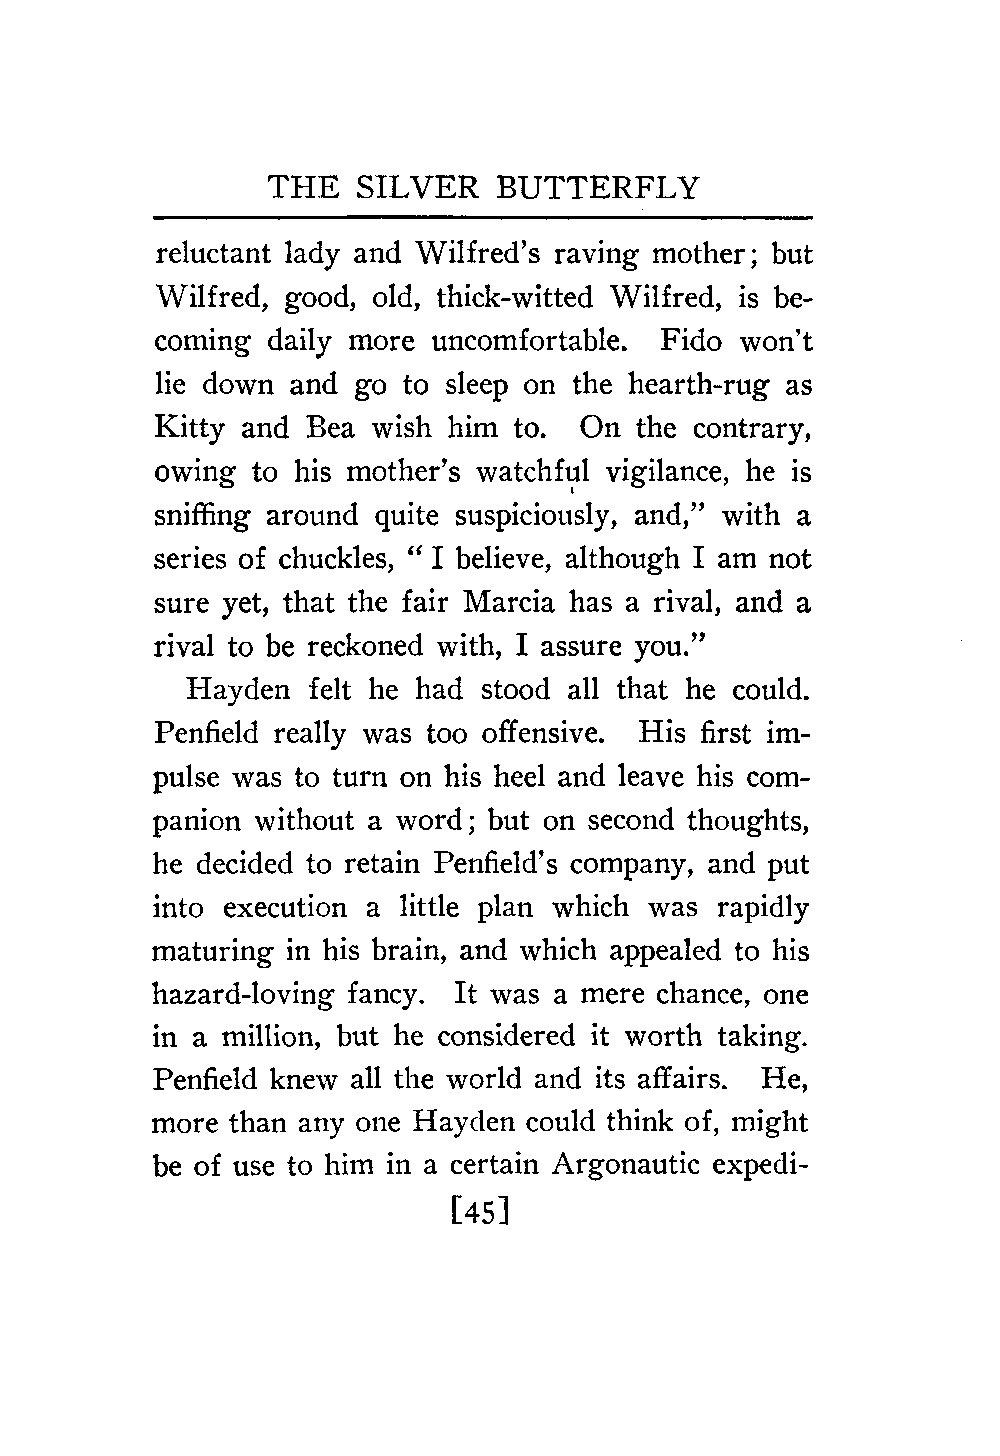 THE SILVER BUTTERFLY
reluctant lady and Wilfred's raving mother; but
Wilfred, good, old, thick-witted Wilfred, is be-
coming daily more uncomfortable. Fido won't
lie down and go to sleep on the hearth-rug as
Kitty and Bea wish him to. On the contrary,
owing to his mother's watchful vigilance, he is
sniffing around quite suspiciously, and,” with a
series of chuckles, “ I believe, although I am not
sure yet, that the fair Marcia has a rival, and a
rival to be reckoned with, I assure you.”
Hayden felt he had stood all that he could.
Penfield really was too offensive. His first im-
pulse was to turn on his heel and leave his com-
panion without a word; but on second thoughts,
he decided to retain Penfield's company, and put
into execution a little plan which was rapidly
maturing in his brain, and which appealed to his
hazard-loving fancy. It was a mere chance, one
in a million, but he considered it worth taking.
Penfield knew all the world and its affairs. He,
more than any one Hayden could think of, might
be of use to him in a certain Argonautic expedi-
[45]